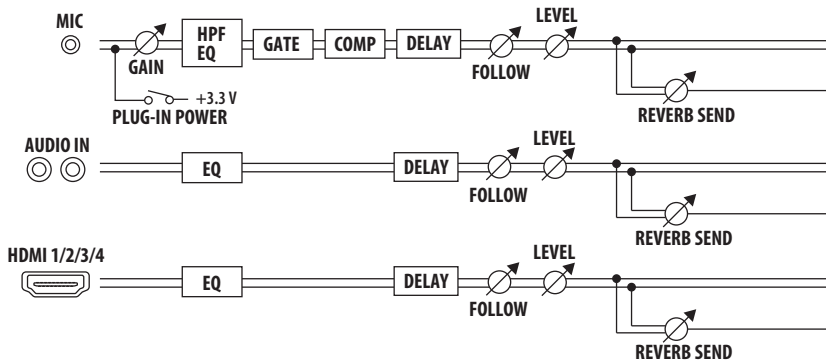 MIC
GAIN
HPF
EQ
GATE
COMP
DELAY
FOLLOW
LEVEL
+3.3 V
PLUG-IN POWER
REVERB SEND
AUDIO IN
EQ
DELAY
FOLLOW
LEVEL
REVERB SEND
HDMI 1/2/3/4
EQ
DELAY
FOLLOW
LEVEL
REVERB SEND